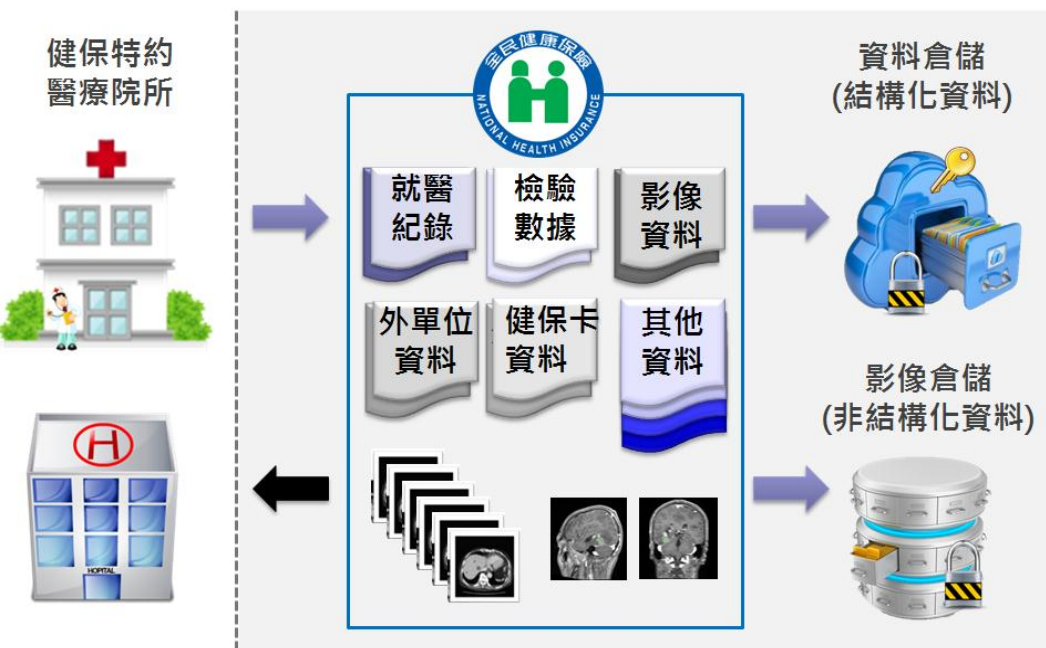 健保特約
醫療院所
全民健康保險
NATIONAL HEALTH INSURANCE
就醫
紀錄
檢驗
數據
影像
資料
外單位
資料
健保卡
資料
其他
資料
資料倉儲
(結構化資料)
影像倉儲
(非結構化資料)
H
HOPITAL